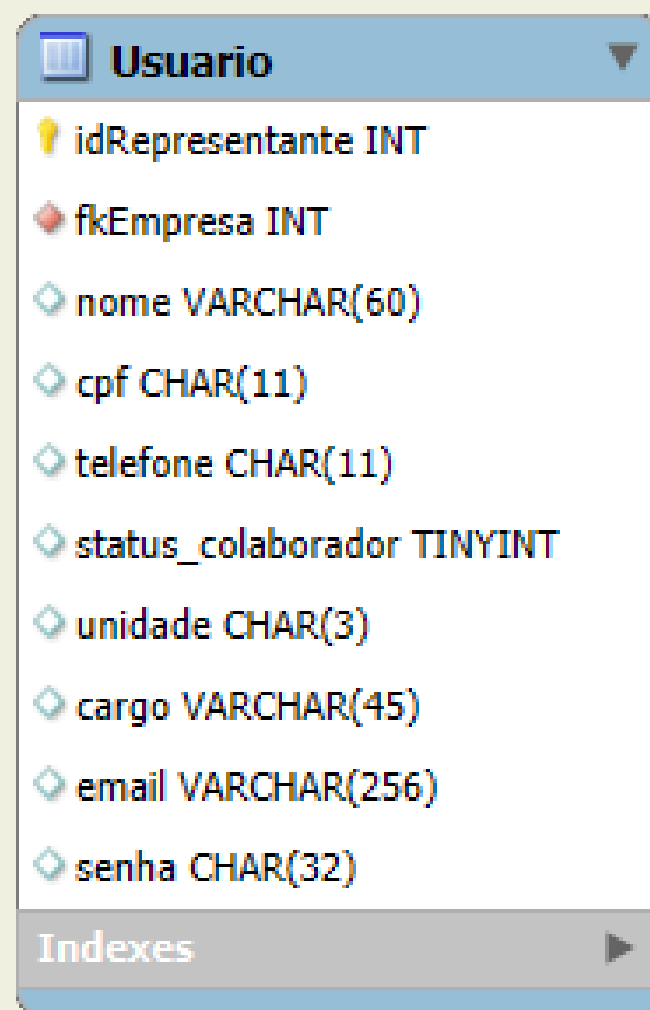 Usuario
idRepresentante INT
fkEmpresa INT
nome VARCHAR(60)
cpf CHAR(11)
telefone CHAR(11)
status_colaborador TINYINT
unidade CHAR(3)
cargo VARCHAR(45)
email VARCHAR(256)
senha CHAR(32)
Indexes